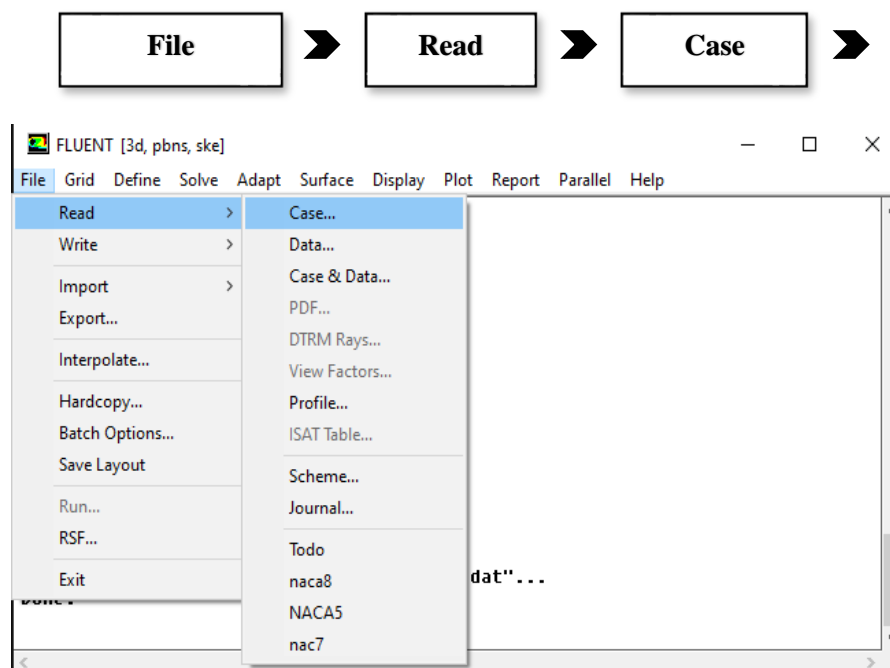 File Read Case
FLUENT [3d, pbns, ske]
File Grid Define Solve Adapt Surface Display Plot Report Parallel Help
Read
Write
Import
Export...
Interpolate...
Hardcopy...
Batch Options...
Save Layout
Run...
RSF...
Exit
Case...
Data...
Case & Data...
PDF...
DTRM Rays...
View Factors...
Profile...
ISAT Table...
Scheme...
Journal...
Todo
naca8
NACA5
nac7
dat"...